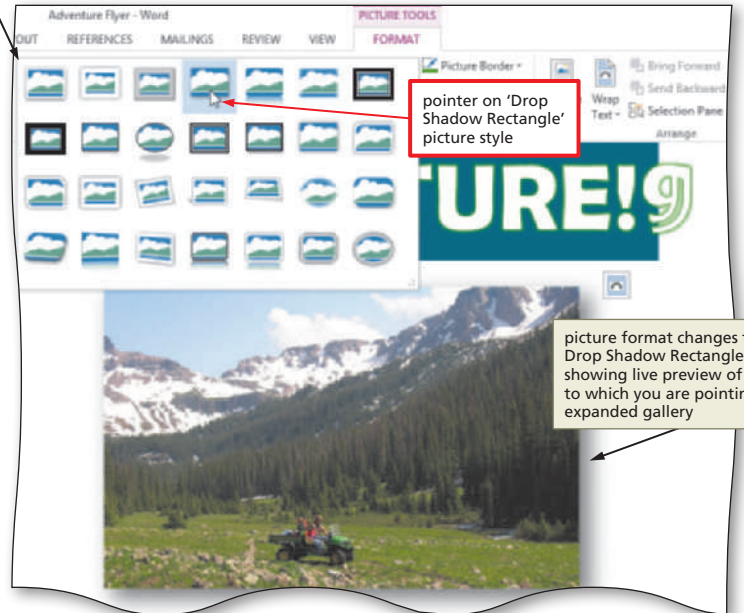 Adventure Flyer - Word
PICTURE TOOLS
OUT REFERENCES MAILINGS REVIEW VIEW FORMAT
Picture Border
Wrap
Text
Bring Forward
Send Backward
Selection Pane
Arrange
pointer on ‘Drop
Shadow Rectangle’
picture style
TURE!
picture format changes
Drop Shadow Rectangle
showing live preview of
to which you are
expanded gallery